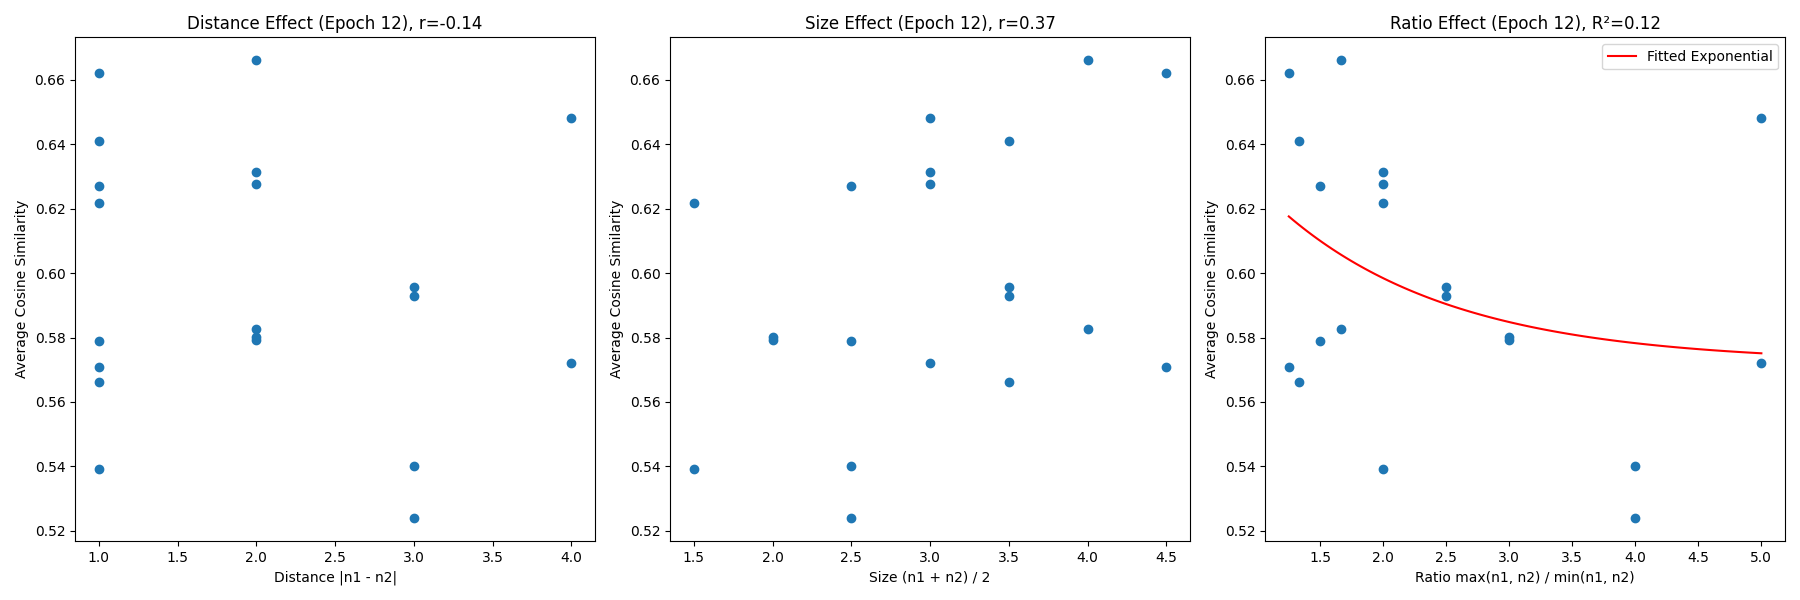 Distance Effect (Epoch 12), r=-0.14
0.66
0.64
0.62
0.60
0.58
0.56
0.54
0.52
Average Cosine Similarity
1.0 1.5 2.0 2.5 3.0 3.5 4.0
Distance |n1 - n2|
Size Effect (Epoch 12), r=0.37
0.66
0.64
0.62
0.60
0.58
0.56
0.54
0.52
Average Cosine Similarity
1.5 2.0 2.5 3.0 3.5 4.0 4.5
Size (n1 + n2) / 2
Ratio Effect (Epoch 12), R²=0.12
Fitted Exponential
0.66
0.64
0.62
0.60
0.58
0.56
0.54
0.52
Average Cosine Similarity
1.5 2.0 2.5 3.0 3.5 4.0 4.5 5.0
Ratio max(n1, n2) / min(n1, n2)